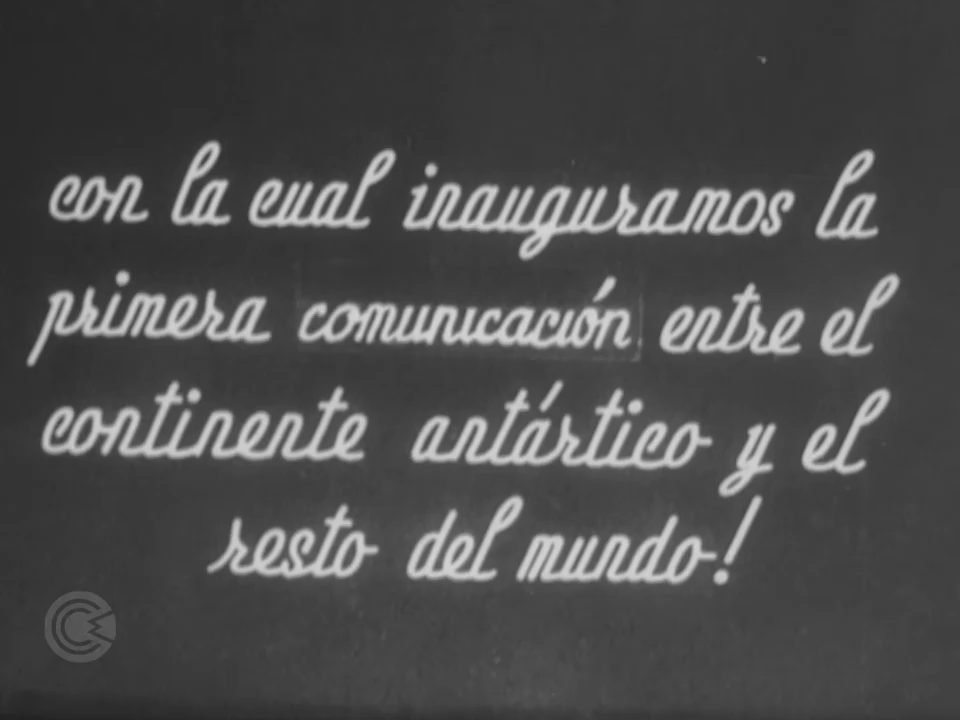 con la cual inauguramos la
primera comunicación entre el
continente antártico y el
resto del mundo!